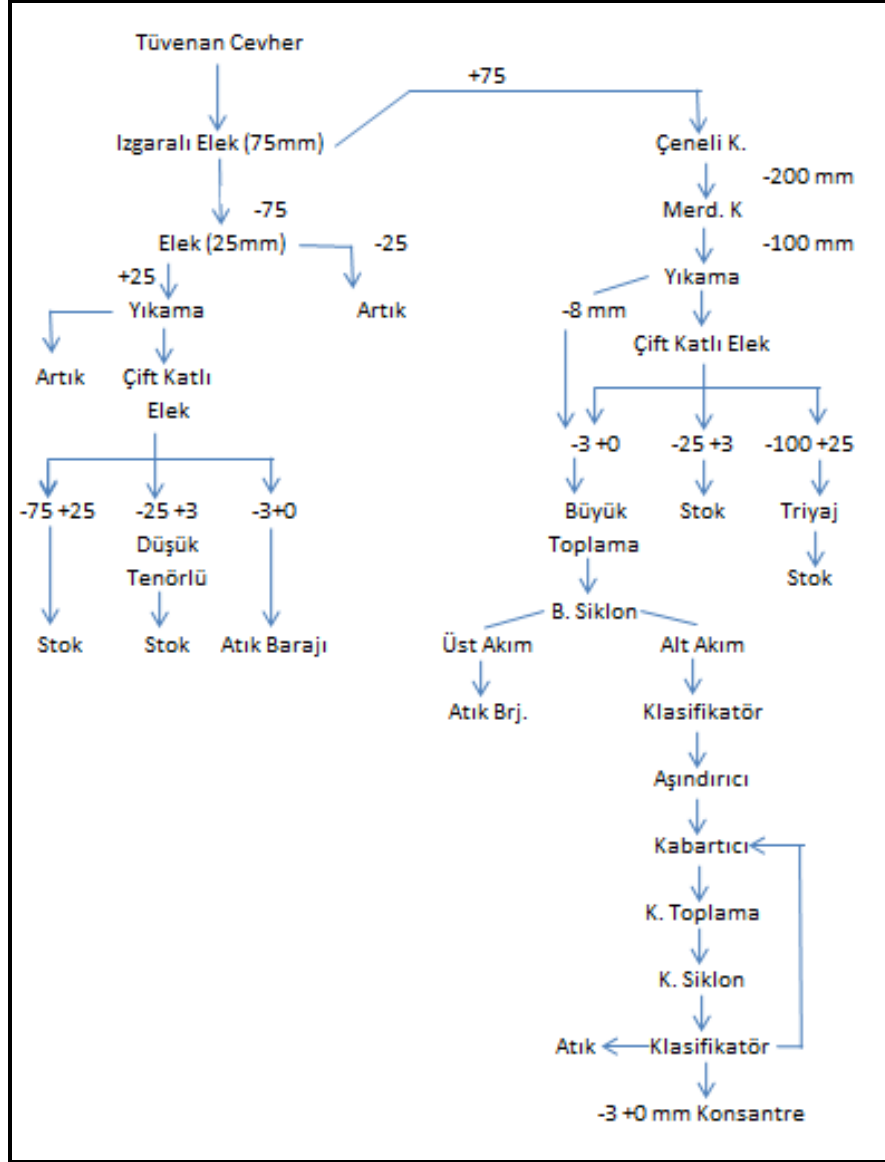 Tüvenan Cevher
+75
Izgaralı Elek (75mm)
Çeneli K.
-200 mm
-75
Merd. K
Elek (25mm)
-25
-100 mm
+25
Yıkama
Yıkama
Artık
-8 mm
Çift Katlı Elek
Artık
Çift Katlı
Elek
-3 +0
-25 +3
-100 +25
-75 +25
-25 +3
-3+0
Düşük
Tenörlü
Büyük
Toplama
Stok
Triyaj
Stok
B. Siklon
Stok
Stok
Atık Barajı
Üst Akım
Alt Akım
Atık Brj.
Klasifikatör
Aşındırıcı
Kabartıcı
K. Toplama
K. Siklon
Atık
Klasifikatör
-3 +0 mm Konsantre